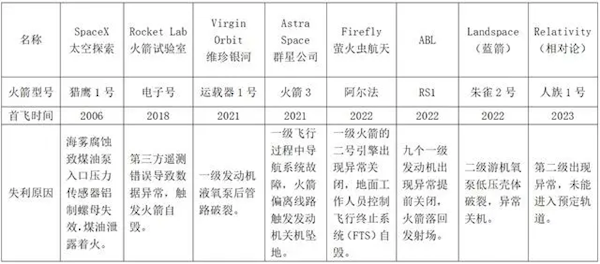 名称
SpaceX
太空探索
Rocket Lab
火箭试验室
Virgin
Orbit
维珍银河
Astra
Space
群星公司
Firefly
萤火虫航天
ABL
Landspace
(蓝箭)
Relativity
(相对论)
火箭型号
猎鹰 1 号
电子号
运载器 1 号
火箭 3
阿尔法
RS1
朱雀 2 号
人族 1 号
首飞时间
2006
2018
2021
2021
2022
2022
2022
2023
失利原因
海雾腐蚀
致煤油泵
入口压力
传感器铝
制螺母失
效,煤油泄
露着火。
第三方遥测
错误导致数
据异常，触
发火箭自
毁。
一级发动机
液氧泵后管
路破裂。
一级飞行
过程中导
航系统故
障，火箭
偏离线路
触发发动
机关机坠
地。
一级火箭的
二号引擎出
现异常关
闭，地面工
作人员控制
飞行终止系
统(FTS)自
毁。
九个一级
发动机出
现异常提
前关闭，
火箭落回
发射场。
二级游机氧
泵低压壳体
破裂，异常
关机。
第二级出现
异常，未能
进入预定轨
道。